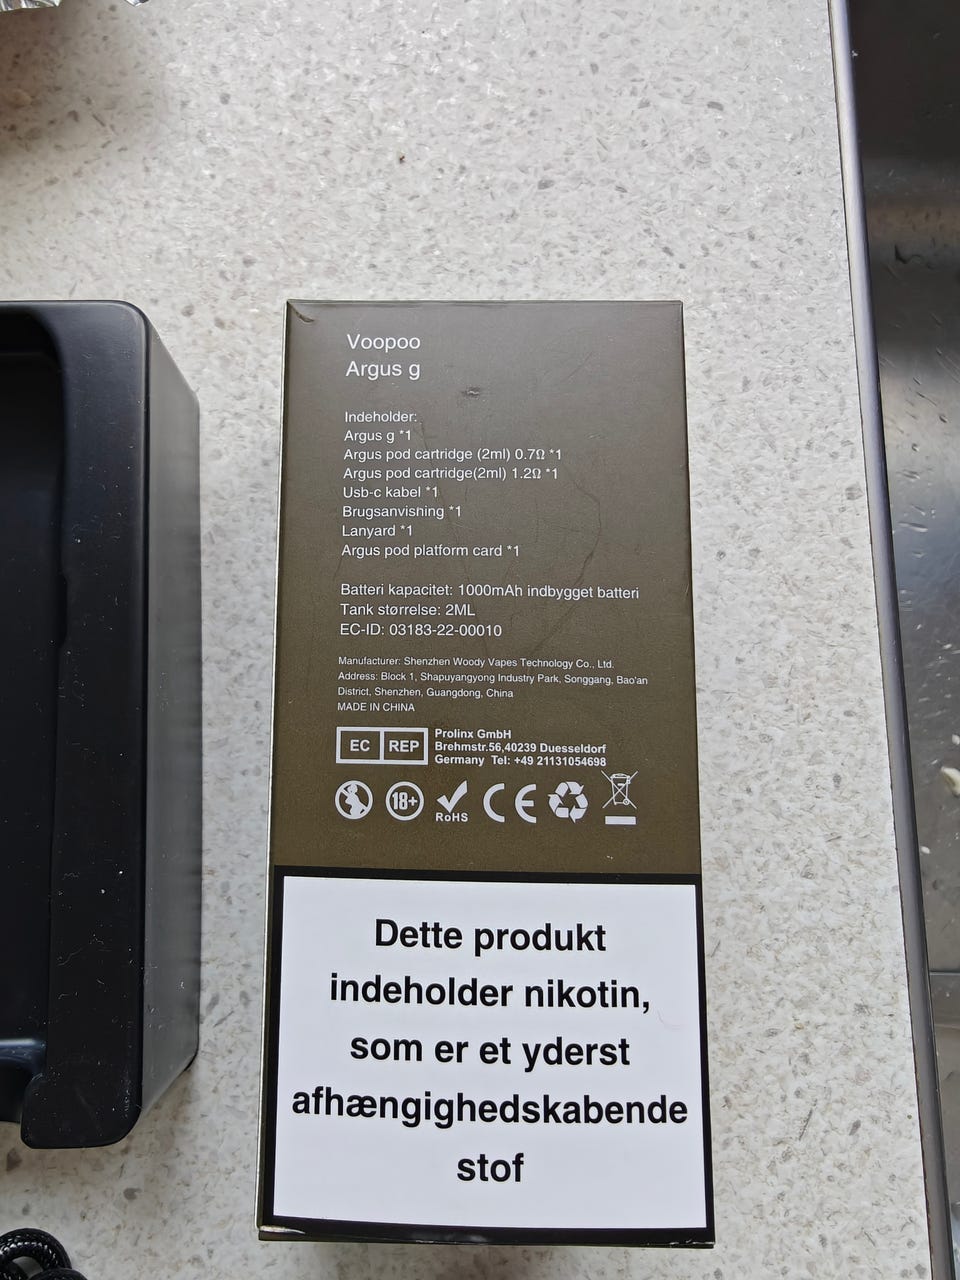 Voopoo
Argus g
Indeholder:
Argus g *1
Argus pod cartridge (2ml) 0.7Ω *1
Argus pod cartridge(2ml) 1.2Ω *1
Usb-c kabel *1
Brugsanvishing *1
Lanyard *1
Argus pod platform card *1
Batteri kapacitet: 1000mAh indbygget batteri
Tank størrelse: 2ML
EC-ID: 03183-22-00010
Manufacturer: Shenzhen Woody Vapes Technology Co., Ltd.
Address: Block 1, Shapuyangyong Industry Park, Songgang, Bao'an
District, Shenzhen, Guangdong, China
MADE IN CHINA
EC REP
Prolinx GmbH
Brehmstr.56,40239 Duesseldorf
Germany Tel: +49 21131054698
18+
RoHS
CE
Dette produkt
indeholder nikotin,
som er et yderst
afhængighedskabende
stof